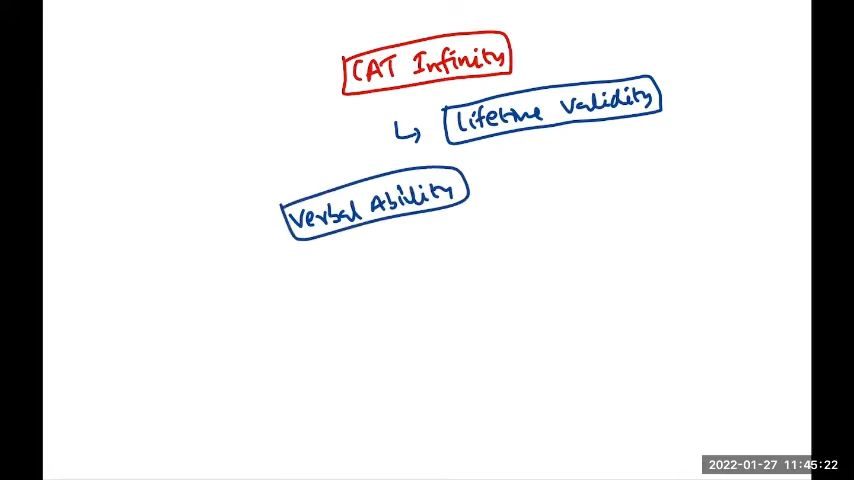 CAT Infinity
↳ Lifetime Validity
Verbal Ability
2022-01-27 11:45:22